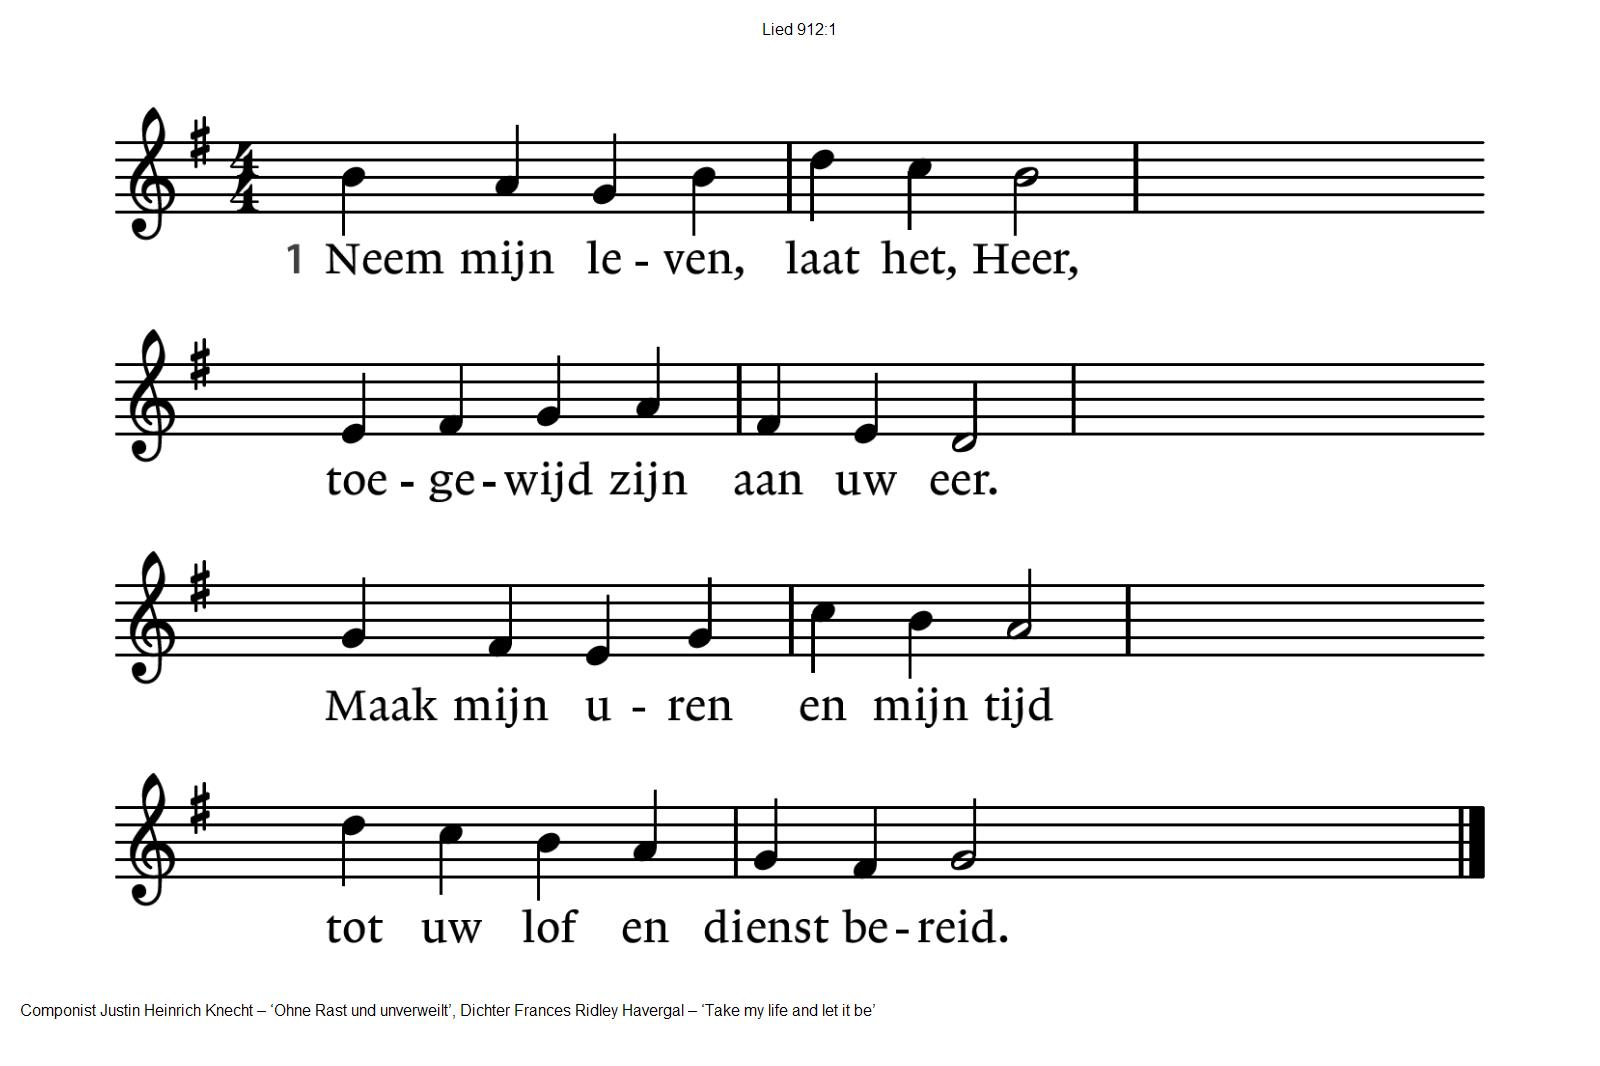 Lied 912:1
4
4
1 Neem mijn le - ven, laat het, Heer,
toe - ge - wijd zijn aan uw eer.
Maak mijn u - ren en mijn tijd
tot uw lof en dienst be - reid.
Componist Justin Heinrich Knecht – ‘Ohne Rast und unverweilt’, Dichter Frances Ridley Havergal – ‘Take my life and let it be’